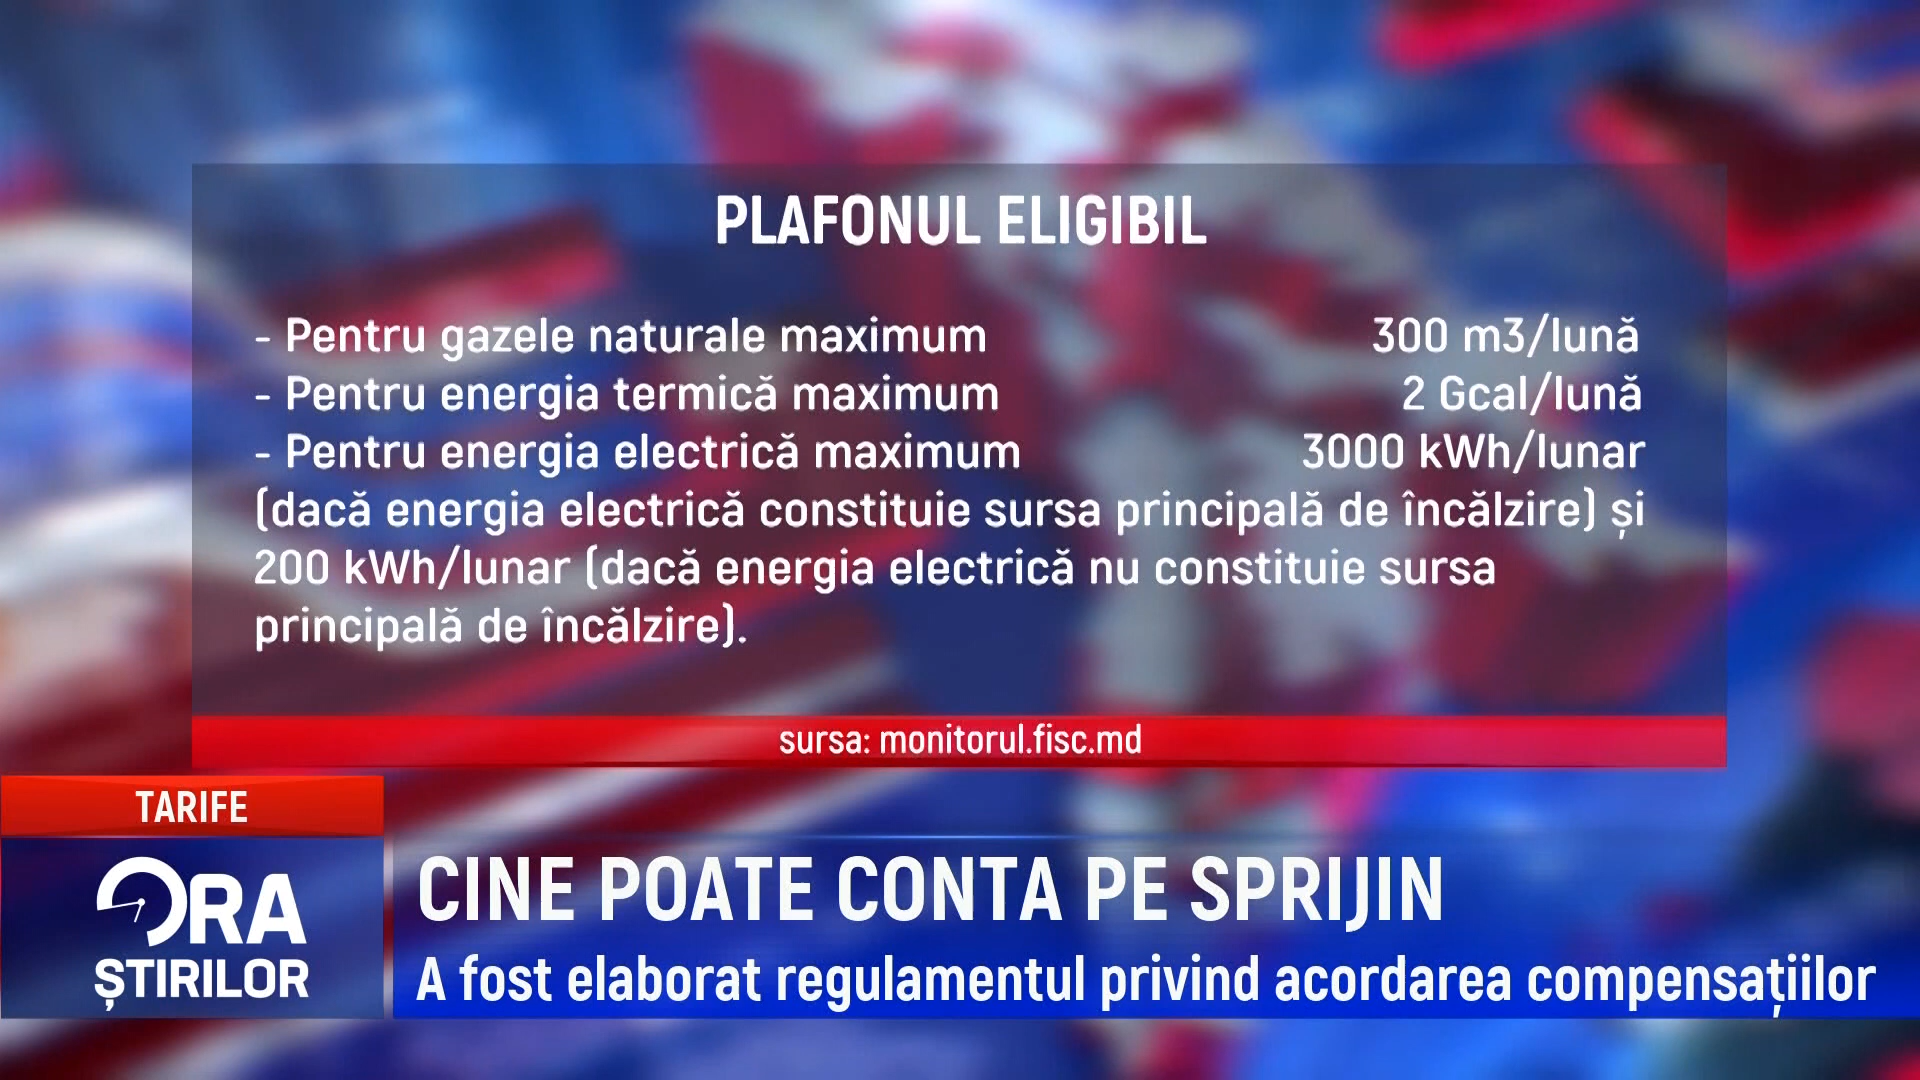 PLAFONUL ELIGIBIL
- Pentru gazele naturale maximum 300 m3/lună
- Pentru energia termică maximum 2 Gcal/lună
- Pentru energia electrică maximum 3000 kWh/lunar
(dacă energia electrică constituie sursa principală de încălzire) și
200 kWh/lunar (dacă energia electrică nu constituie sursa
principală de încălzire).
sursa: monitorul.fisc.md
TARIFE
ORA
ȘTIRILOR
CINE POATE CONTA PE SPRIJIN
A fost elaborat regulamentul privind acordarea compensațiilor